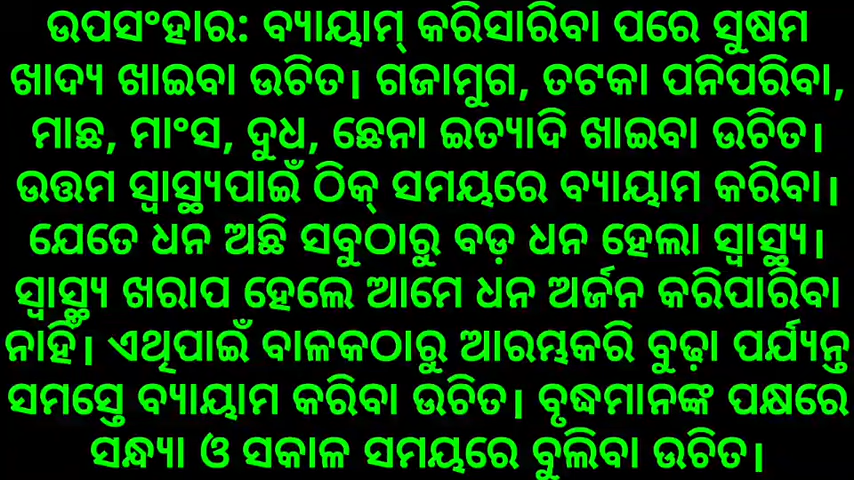 ଉପସଂହାର: ବ୍ୟାୟାମ୍ କରିସାରିବା ପରେ ସୁଷମ
ଖାଦ୍ୟ ଖାଇବା ଉଚିତ। ଗଜାମୁଗ, ତଟକା ପନିପରିବା,
ମାଛ, ମାଂସ, ଦୁଧ, ଛେନା ଇତ୍ୟାଦି ଖାଇବା ଉଚିତ।
ଉତ୍ତମ ସ୍ୱାସ୍ଥ୍ୟପାଇଁ ଠିକ୍ ସମୟରେ ବ୍ୟାୟାମ କରିବା।
ଯେତେ ଧନ ଅଛି ସବୁଠାରୁ ବଡ଼ ଧନ ହେଲା ସ୍ୱାସ୍ଥ୍ୟ।
ସ୍ୱାସ୍ଥ୍ୟ ଖରାପ ହେଲେ ଆମେ ଧନ ଅର୍ଜନ କରିପାରିବା
ନାହିଁ। ଏଥିପାଇଁ ବାଳକଠାରୁ ଆରମ୍ଭକରି ବୁଢ଼ା ପର୍ଯ୍ୟନ୍ତ
ସମସ୍ତେ ବ୍ୟାୟାମ କରିବା ଉଚିତ। ବୃଦ୍ଧମାନଙ୍କ ପକ୍ଷରେ
ସନ୍ଧ୍ୟା ଓ ସକାଳ ସମୟରେ ବୁଲିବା ଉଚିତ।